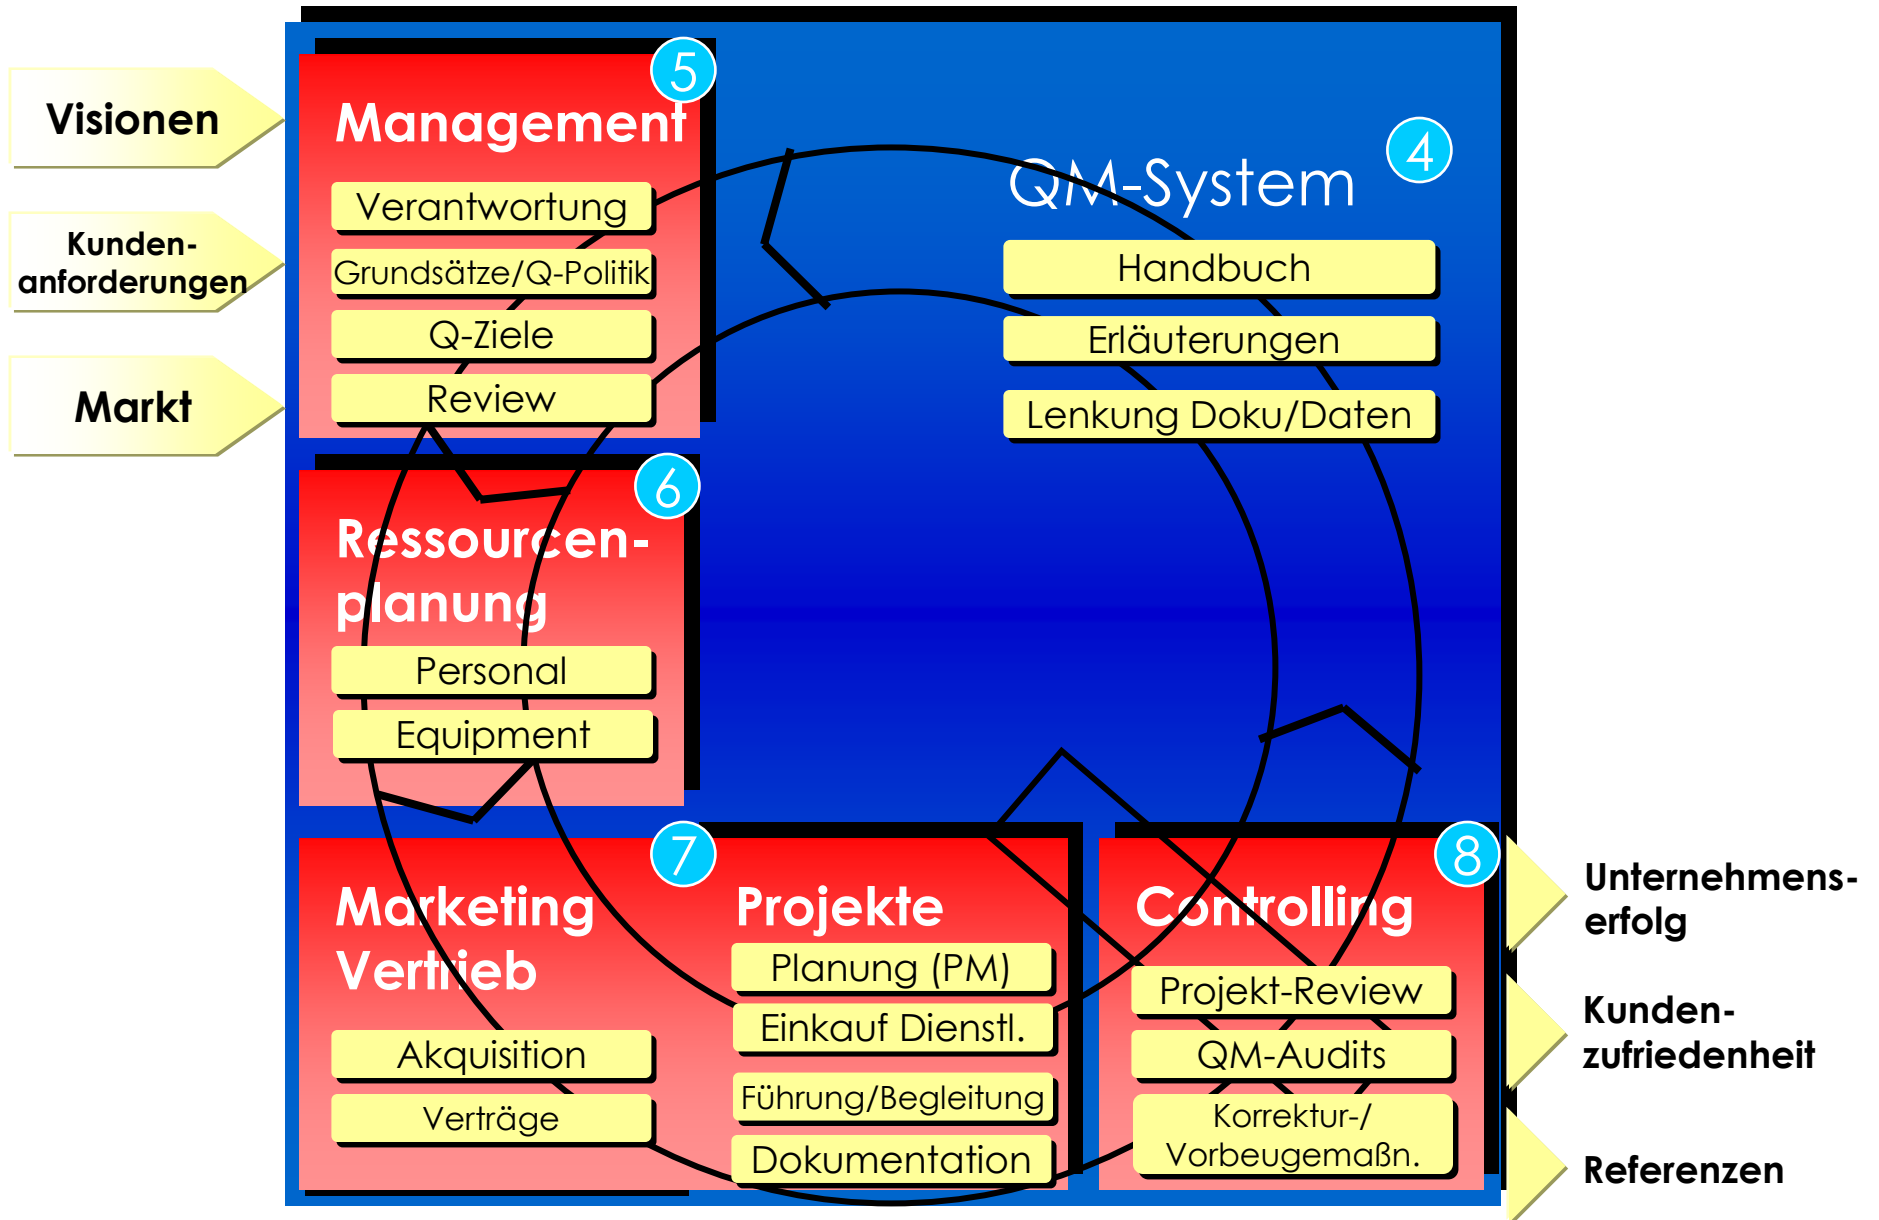 Visionen
Kunden-
anforderungen
Markt
5
Management
Verantwortung
Grundsätze/Q-Politik
Q-Ziele
Review
4
QM-System
Handbuch
Erläuterungen
Lenkung Doku/Daten
6
Ressourcen-
planung
Personal
Equipment
7
Marketing
Vertrieb
Akquisition
Verträge
Projekte
Planung (PM)
Einkauf Dienstl.
Führung/Begleitung
Dokumentation
8
Controlling
Projekt-Review
QM-Audits
Korrektur-/
Vorbeugemaßn.
Unternehmens-
erfolg
Kunden-
zufriedenheit
Referenzen